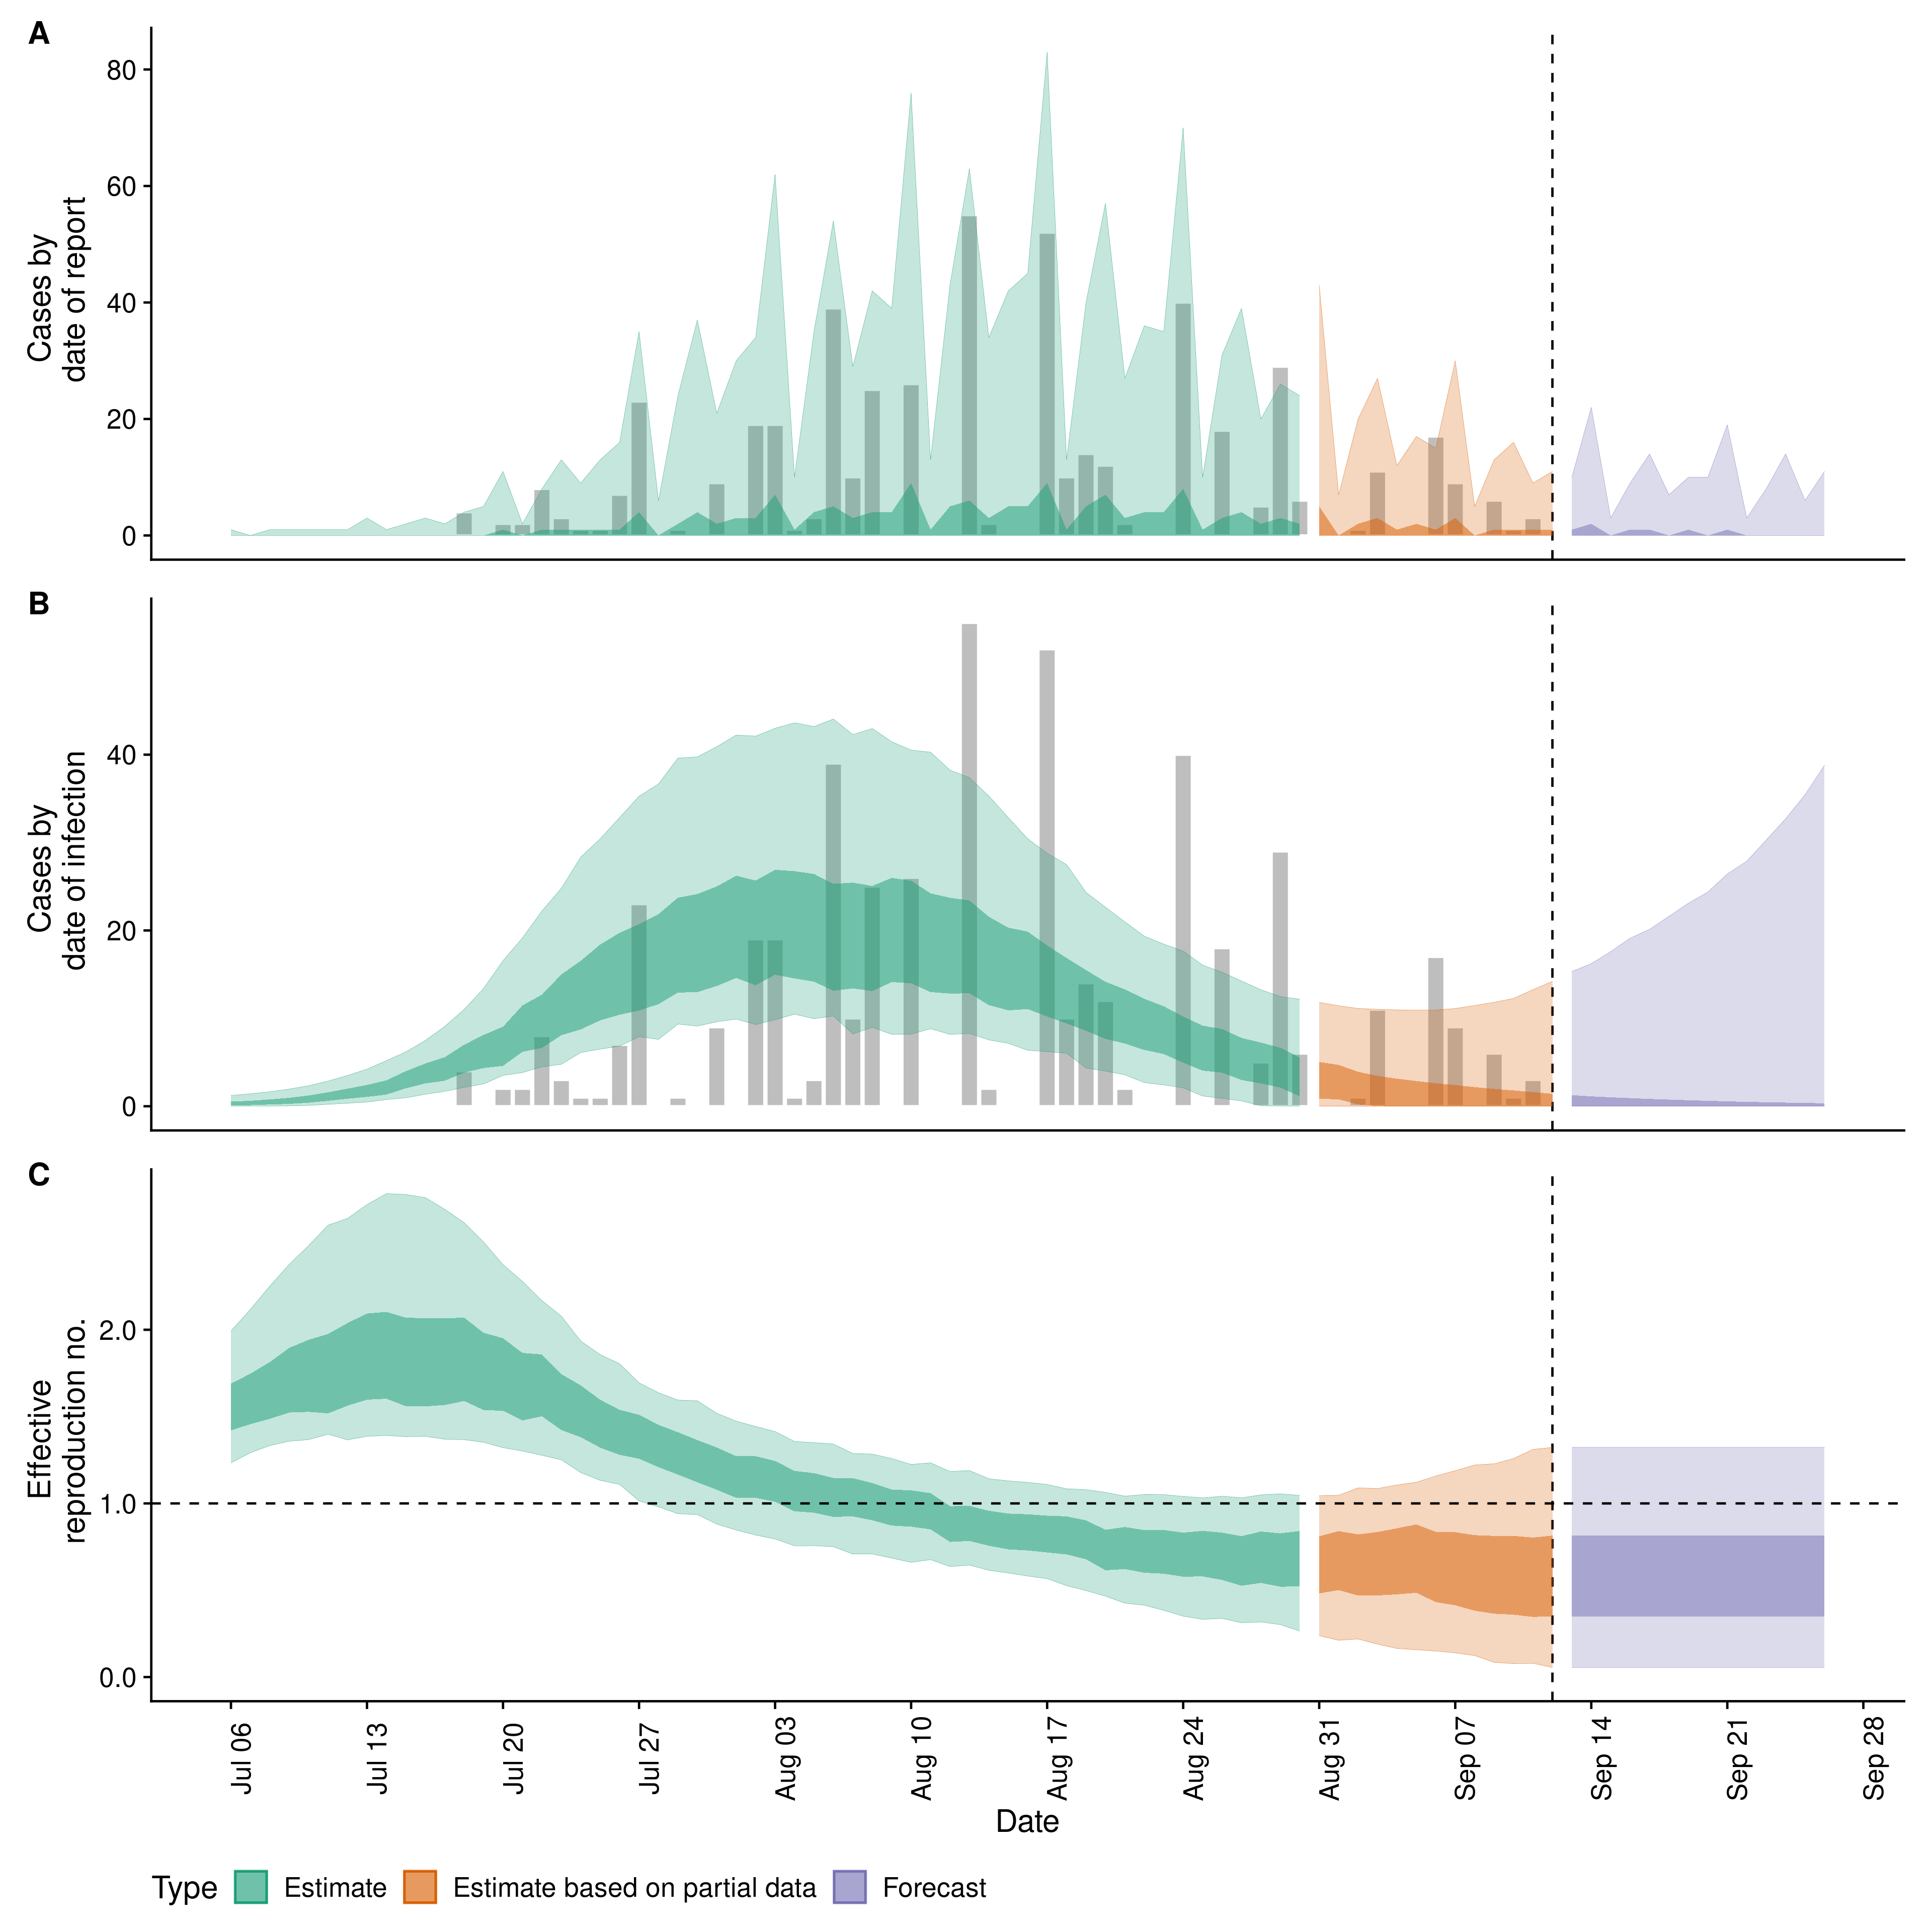 A
Cases by
date of report
80
60
40
20
0
B
Cases by
date of infection
40
20
0
C
Effective
reproduction no.
2.0
1.0
0.0
Jul 06
Jul 13
Jul 20
Jul 27
Aug 03
Aug 10
Aug 17
Aug 24
Aug 31
Sep 07
Sep 14
Sep 21
Sep 28
Date
Type Estimate Estimate based on partial data Forecast